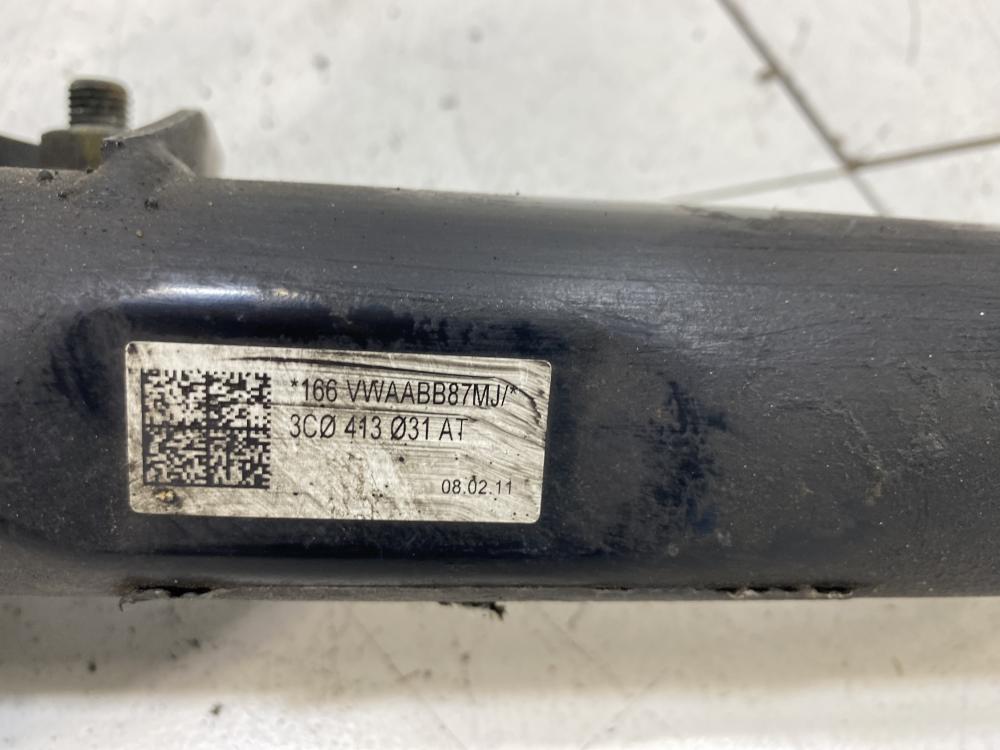 *166 VWAABB87MJ/*
3CØ 413 Ø31 AT
08.02.11